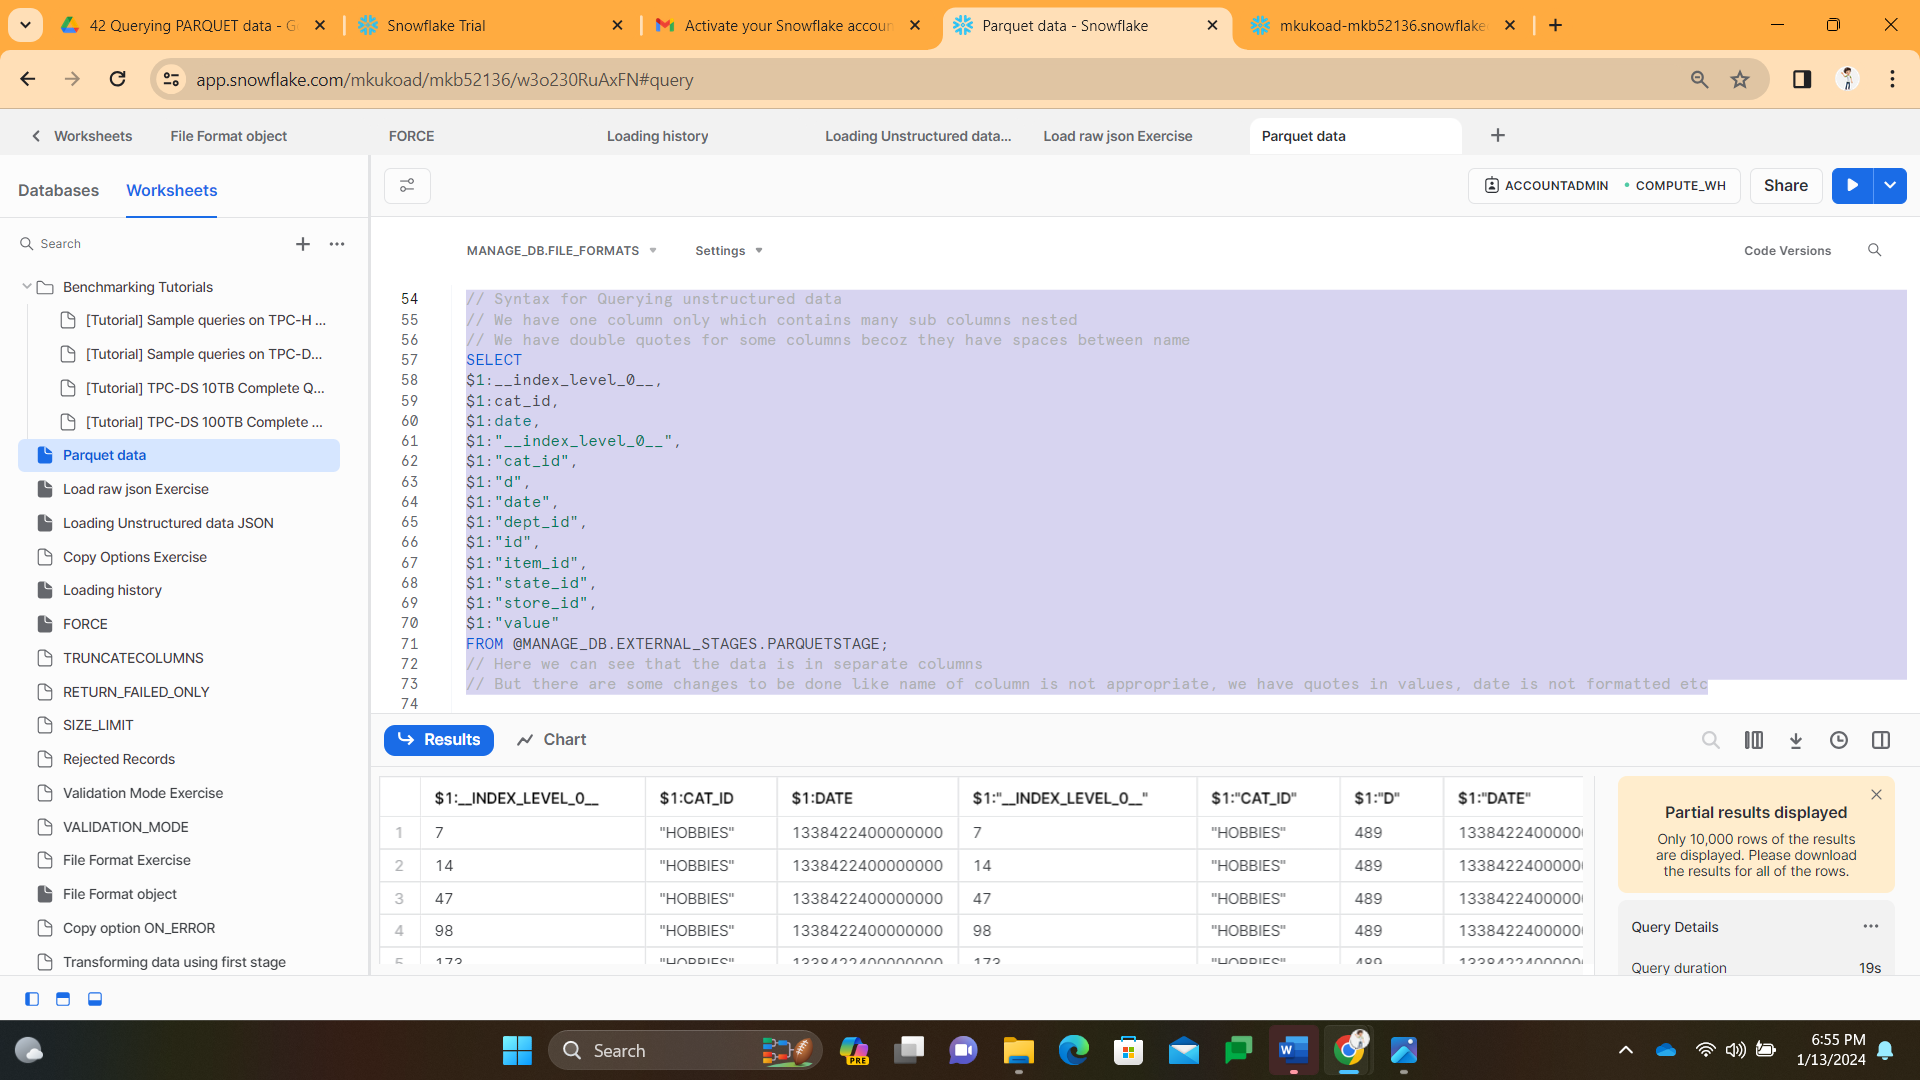 42 Querying PARQUET data - G
Snowflake Trial
Activate your Snowflake accoun
Parquet data - Snowflake
mkukoad-mkb52136.snowflake
app.snowflake.com/mkukoad/mkb52136/w3o230RuAxFN#query
Worksheets
File Format object
FORCE
Loading history
Loading Unstructured data...
Load raw json Exercise
Parquet data
Databases
Worksheets
ACCOUNTADMIN
COMPUTE_WH
Share
Search
MANAGE_DB.FILE_FORMATS
Settings
Code Versions
Benchmarking Tutorials
[Tutorial] Sample queries on TPC-H ...
[Tutorial] Sample queries on TPC-D...
[Tutorial] TPC-DS 10TB Complete Q...
[Tutorial] TPC-DS 100TB Complete ...
Parquet data
Load raw json Exercise
Loading Unstructured data JSON
Copy Options Exercise
Loading history
FORCE
TRUNCATECOLUMNS
RETURN_FAILED_ONLY
SIZE_LIMIT
Rejected Records
Validation Mode Exercise
VALIDATION_MODE
File Format Exercise
File Format object
Copy option ON_ERROR
Transforming data using first stage
54 // Syntax for Querying unstructured data
55 // We have one column only which contains many sub columns nested
56 // We have double quotes for some columns becoz they have spaces between name
57 SELECT
58 $1:__index_level_0__,
59 $1:cat_id,
60 $1:date,
61 $1:"__index_level_0__",
62 $1:"cat_id",
63 $1:"d",
64 $1:"date",
65 $1:"dept_id",
66 $1:"id",
67 $1:"item_id",
68 $1:"state_id",
69 $1:"store_id",
70 $1:"value"
71 FROM @MANAGE_DB.EXTERNAL_STAGES.PARQUETSTAGE;
72 // Here we can see that the data is in separate columns
73 // But there are some changes to be done like name of column is not appropriate, we have quotes in values, date is not formatted etc
74
Results
Chart
$1:__INDEX_LEVEL_0__ $1:CAT_ID $1:DATE $1:"__INDEX_LEVEL_0__" $1:"CAT_ID" $1:"D" $1:"DATE"
1 7 "HOBBIES" 1338422400000000 7 "HOBBIES" 489 13384224000000
2 14 "HOBBIES" 1338422400000000 14 "HOBBIES" 489 13384224000000
3 47 "HOBBIES" 1338422400000000 47 "HOBBIES" 489 13384224000000
4 98 "HOBBIES" 1338422400000000 98 "HOBBIES" 489 13384224000000
5 173 "HOBBIES" 1338422400000000 173 "HOBBIES" 489 13384224000000
Partial results displayed
Only 10,000 rows of the results
are displayed. Please download
the results for all of the rows.
Query Details
Query duration 19s
Search
PRE
W
6:55 PM
1/13/2024